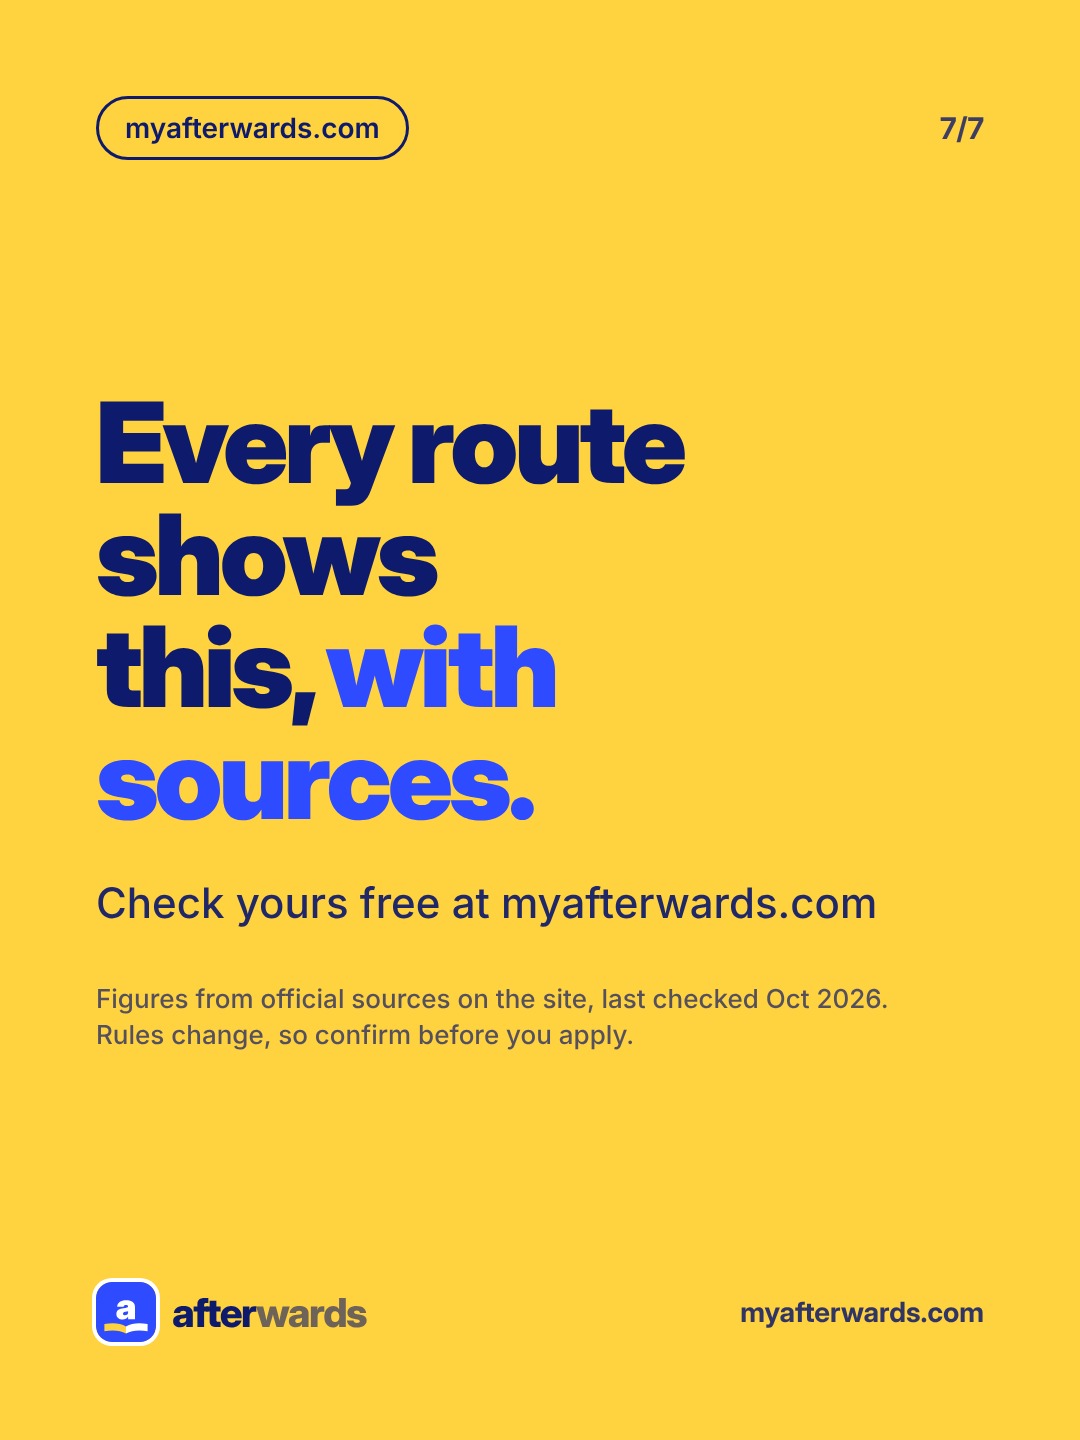 myafterwards.com
7/7
Every route
shows
this, with
sources.
Check yours free at myafterwards.com
Figures from official sources on the site, last checked Oct 2026.
Rules change, so confirm before you apply.
a
afterwards
myafterwards.com